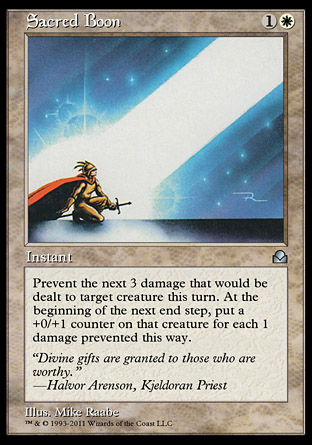 Sacred Boon 1
Instant
Prevent the next 3 damage that would be
dealt to target creature this turn. At the
beginning of the next end step, put a
+0/+1 counter on that creature for each 1
damage prevented this way.
“Divine gifts are granted to those who are
worthy.”
—Halvor Arenson, Kjeldoran Priest
Illus. Mike Raabe
™ & © 1993-2011 Wizards of the Coast LLC